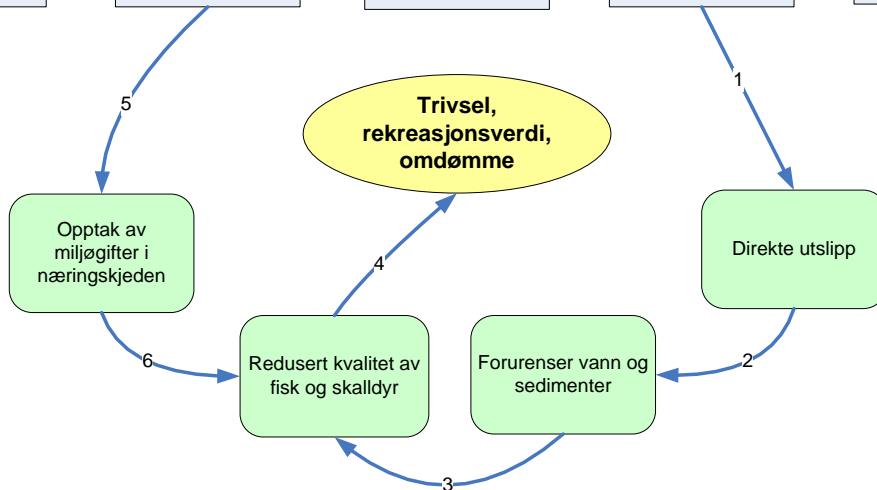 5
1
Trivsel,
rekreasjonsverdi,
omdømme
Opptak av
miljøgifter i
næringskjeden
Direkte utslipp
4
6
Redusert kvalitet av
fisk og skalldyr
Forurenser vann og
sedimenter
2
3